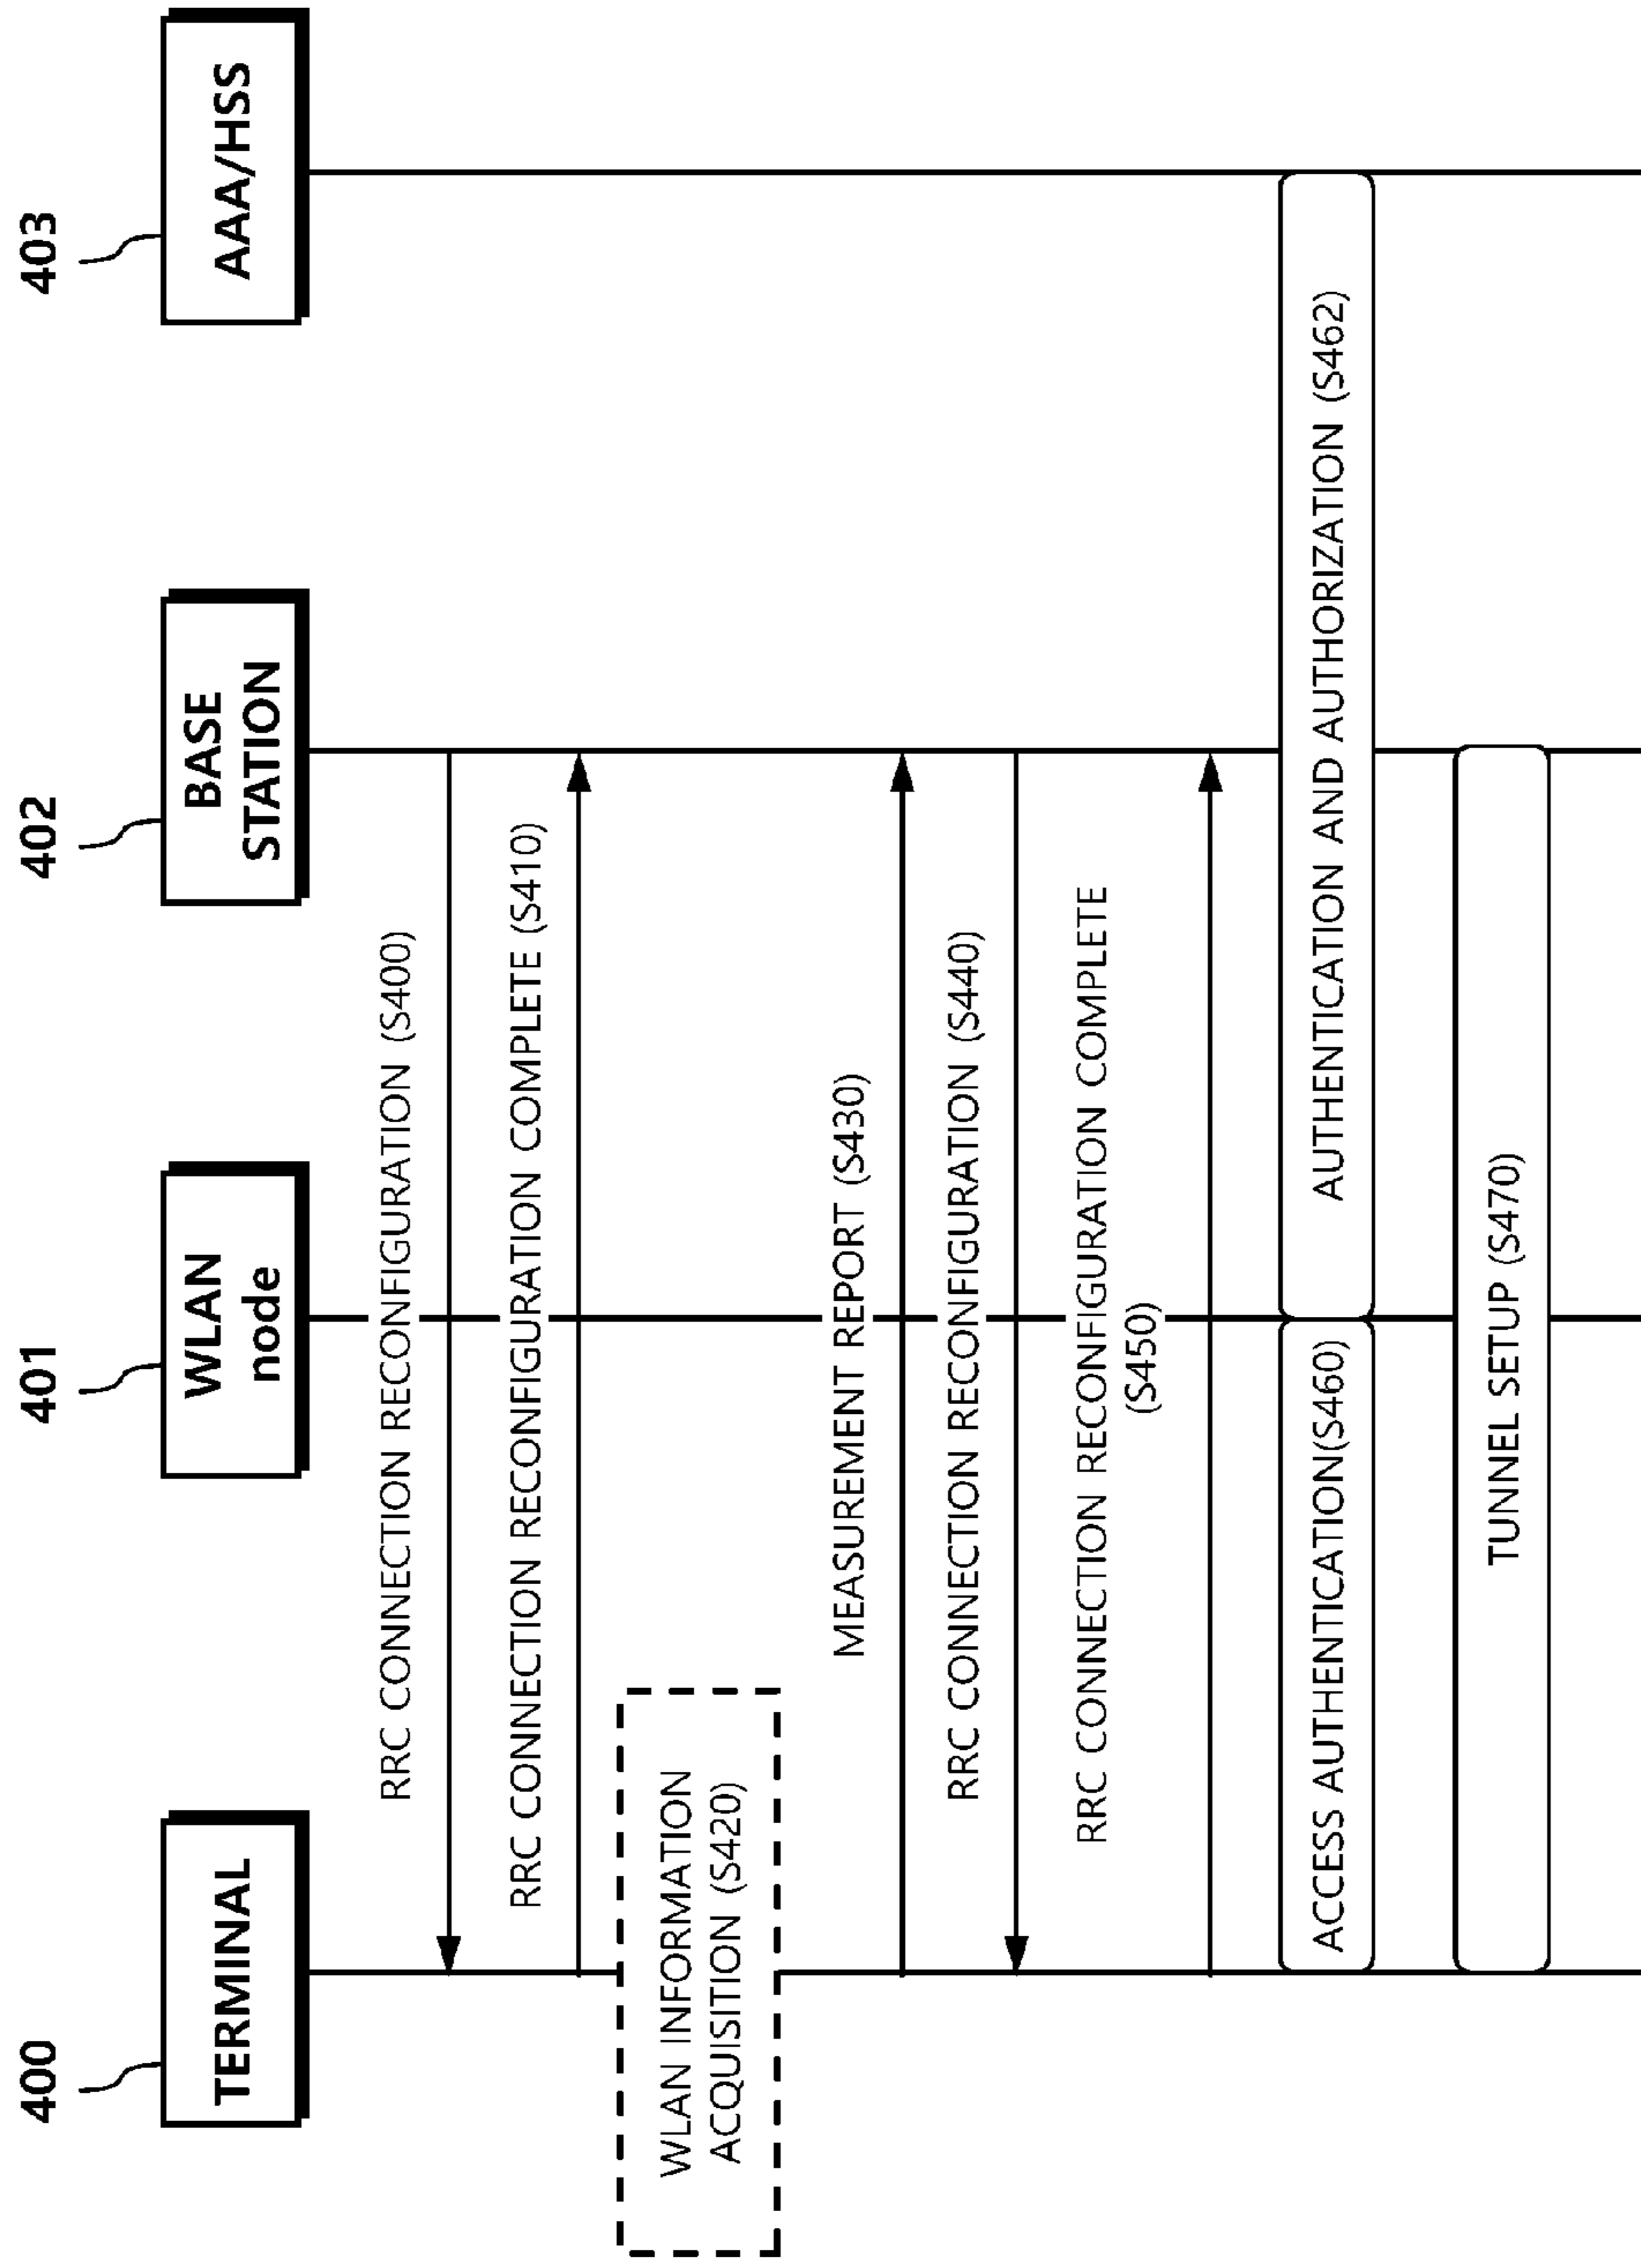 400
401
402
403
TERMINAL
WLAN
node
BASE
STATION
AAA/HSS
RRC CONNECTION RECONFIGURATION (S400)
RRC CONNECTION RECONFIGURATION COMPLETE (S410)
WLAN INFORMATION
ACQUISITION (S420)
MEASUREMENT REPORT (S430)
RRC CONNECTION RECONFIGURATION (S440)
RRC CONNECTION RECONFIGURATION COMPLETE
(S450)
ACCESS AUTHENTICATION(S460)
AUTHENTICATION AND AUTHORIZATION (S462)
TUNNEL SETUP (S470)